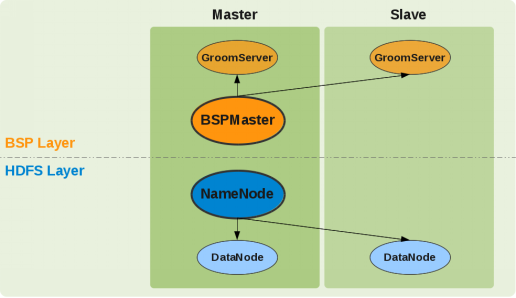 Master
Slave
GroomServer
GroomServer
BSPMaster
BSP Layer
HDFS Layer
NameNode
DataNode
DataNode